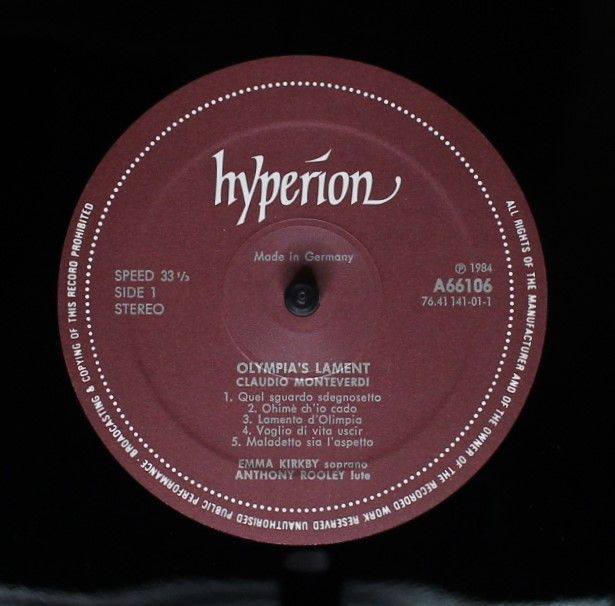 hyperion
Made in Germany
SPEED 33 1/3
SIDE 1
STEREO
℗ 1984
A66106
76.41 141-01-1
OLYMPIA'S LAMENT
CLAUDIO MONTEVERDI
1. Quel sguardo sdegnosetto
2. Ohimè ch'io cado
3. Lamento d'Olimpia
4. Voglio di vita uscir
5. Maladetto sia l'aspetto
EMMA KIRKBY soprano
ANTHONY ROOLEY lute
ALL RIGHTS OF THE MANUFACTURER AND OF THE OWNER OF THE RECORDED WORK RESERVED UNAUTHORISED PUBLIC PERFORMANCE · BROADCASTING & COPYING OF THIS RECORD PROHIBITED